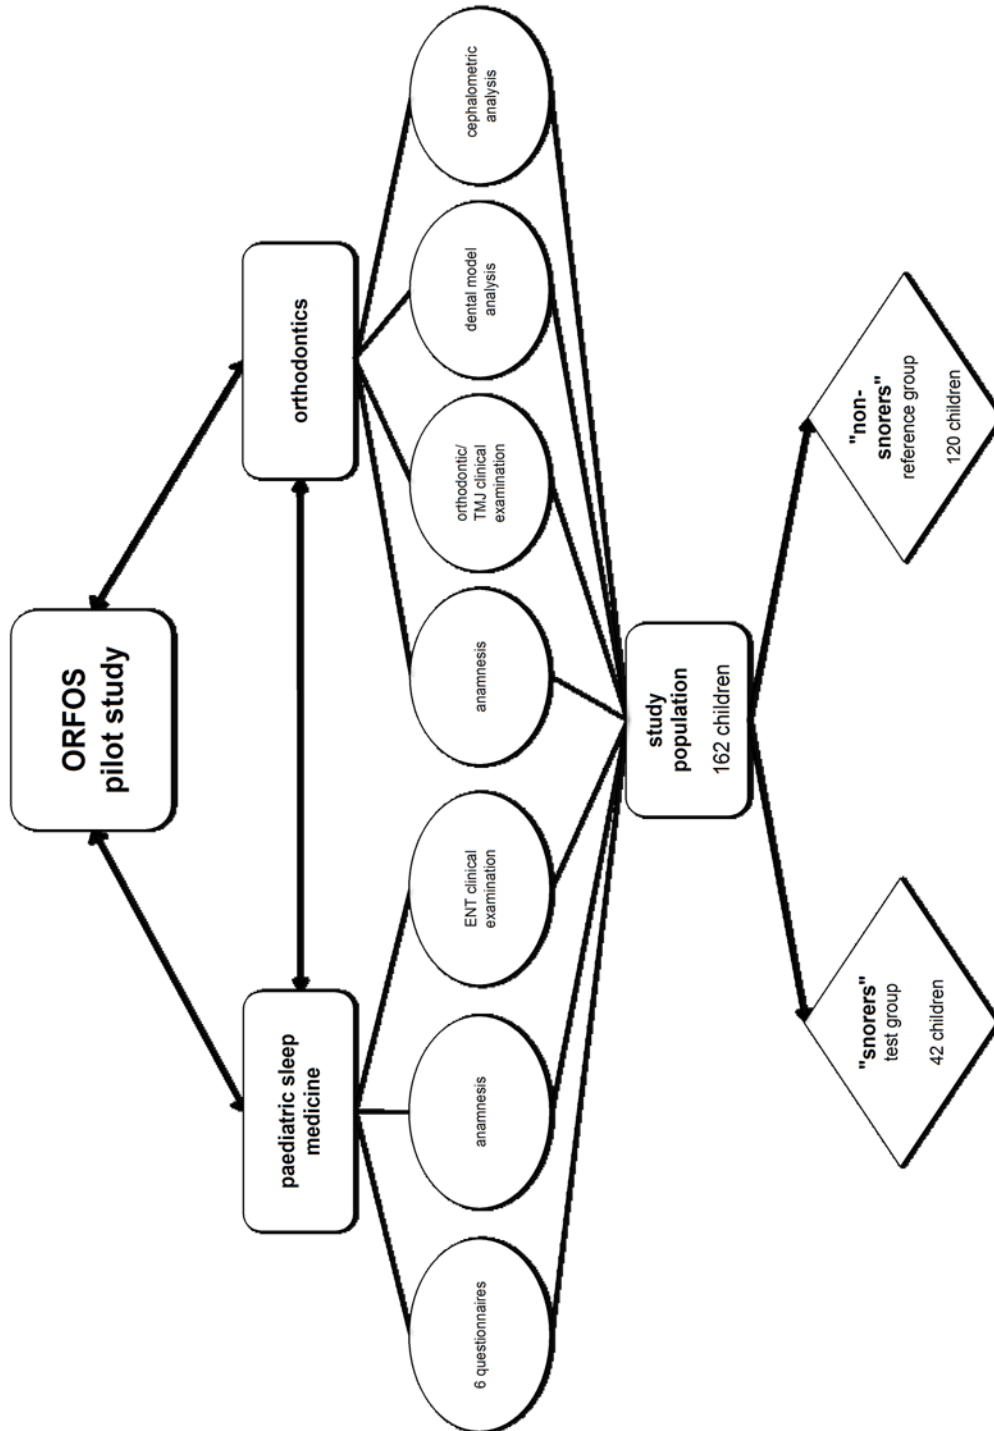 ORFOS
pilot study
paediatric sleep
medicine
orthodontics
6 questionnaires
anamnesis
ENT clinical
examination
anamnesis
orthodontic/
TMJ clinical
examination
dental model
analysis
cephalometric
analysis
study
population
162 children
"snorers"
test group
42 children
"non-
snorers"
reference group
120 children